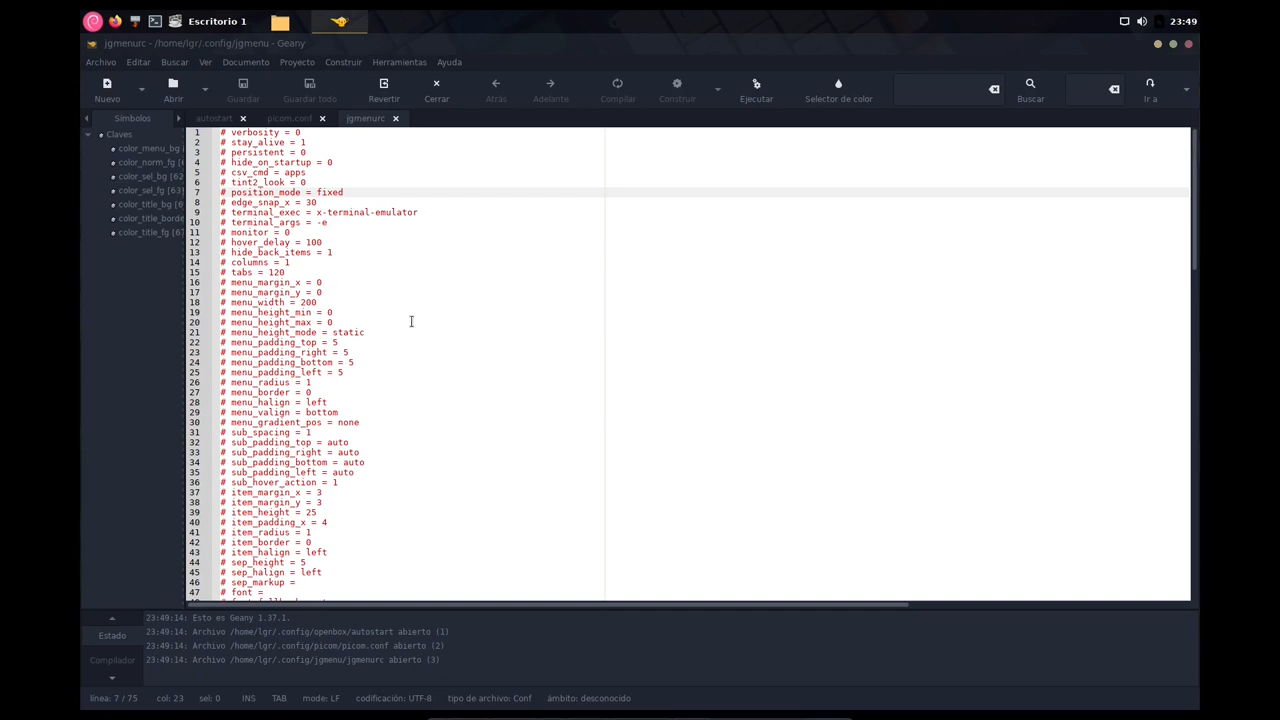 Escritorio 1
23:49
jgmenurc - /home/lgr/.config/jgmenu - Geany
Archivo Editar Buscar Ver Documento Proyecto Construir Herramientas Ayuda
Nuevo Abrir Guardar Guardar todo Revertir Cerrar Atrás Adelante Compilar Construir Ejecutar Selector de color Buscar Ir a
Símbolos
autostart picom.conf jgmenurc
Claves
color_menu_bg
color_norm_fg [6
color_sel_bg [62
color_sel_fg [63]
color_title_bg [6
color_title_borde
color_title_fg [67
1 # verbosity = 0
2 # stay_alive = 1
3 # persistent = 0
4 # hide_on_startup = 0
5 # csv_cmd = apps
6 # tint2_look = 0
7 # position_mode = fixed
8 # edge_snap_x = 30
9 # terminal_exec = x-terminal-emulator
10 # terminal_args = -e
11 # monitor = 0
12 # hover_delay = 100
13 # hide_back_items = 1
14 # columns = 1
15 # tabs = 120
16 # menu_margin_x = 0
17 # menu_margin_y = 0
18 # menu_width = 200
19 # menu_height_min = 0
20 # menu_height_max = 0
21 # menu_height_mode = static
22 # menu_padding_top = 5
23 # menu_padding_right = 5
24 # menu_padding_bottom = 5
25 # menu_padding_left = 5
26 # menu_radius = 1
27 # menu_border = 0
28 # menu_halign = left
29 # menu_valign = bottom
30 # menu_gradient_pos = none
31 # sub_spacing = 1
32 # sub_padding_top = auto
33 # sub_padding_right = auto
34 # sub_padding_bottom = auto
35 # sub_padding_left = auto
36 # sub_hover_action = 1
37 # item_margin_x = 3
38 # item_margin_y = 3
39 # item_height = 25
40 # item_padding_x = 4
41 # item_radius = 1
42 # item_border = 0
43 # item_halign = left
44 # sep_height = 5
45 # sep_halign = left
46 # sep_markup =
47 # font =
Estado
Compilador
23:49:14: Esto es Geany 1.37.1.
23:49:14: Archivo /home/lgr/.config/openbox/autostart abierto (1)
23:49:14: Archivo /home/lgr/.config/picom/picom.conf abierto (2)
23:49:14: Archivo /home/lgr/.config/jgmenu/jgmenurc abierto (3)
línea: 7 / 75 col: 23 sel: 0 INS TAB mode: LF codificación: UTF-8 tipo de archivo: Conf ámbito: desconocido